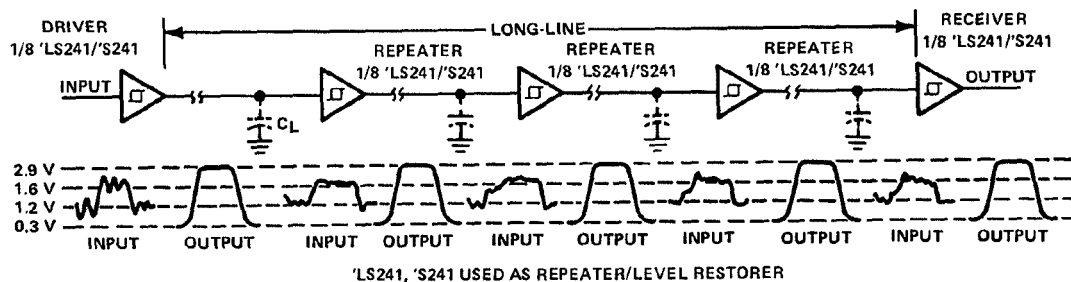 DRIVER
1/8 'LS241/'S241
LONG-LINE
RECEIVER
1/8 'LS241/'S241
REPEATER
1/8 'LS241/'S241
REPEATER
1/8 'LS241/'S241
REPEATER
1/8 'LS241/'S241
INPUT
OUTPUT
CL
2.9 V
1.6 V
1.2 V
0.3 V
INPUT OUTPUT INPUT OUTPUT INPUT OUTPUT INPUT OUTPUT INPUT OUTPUT
'LS241, 'S241 USED AS REPEATER/LEVEL RESTORER